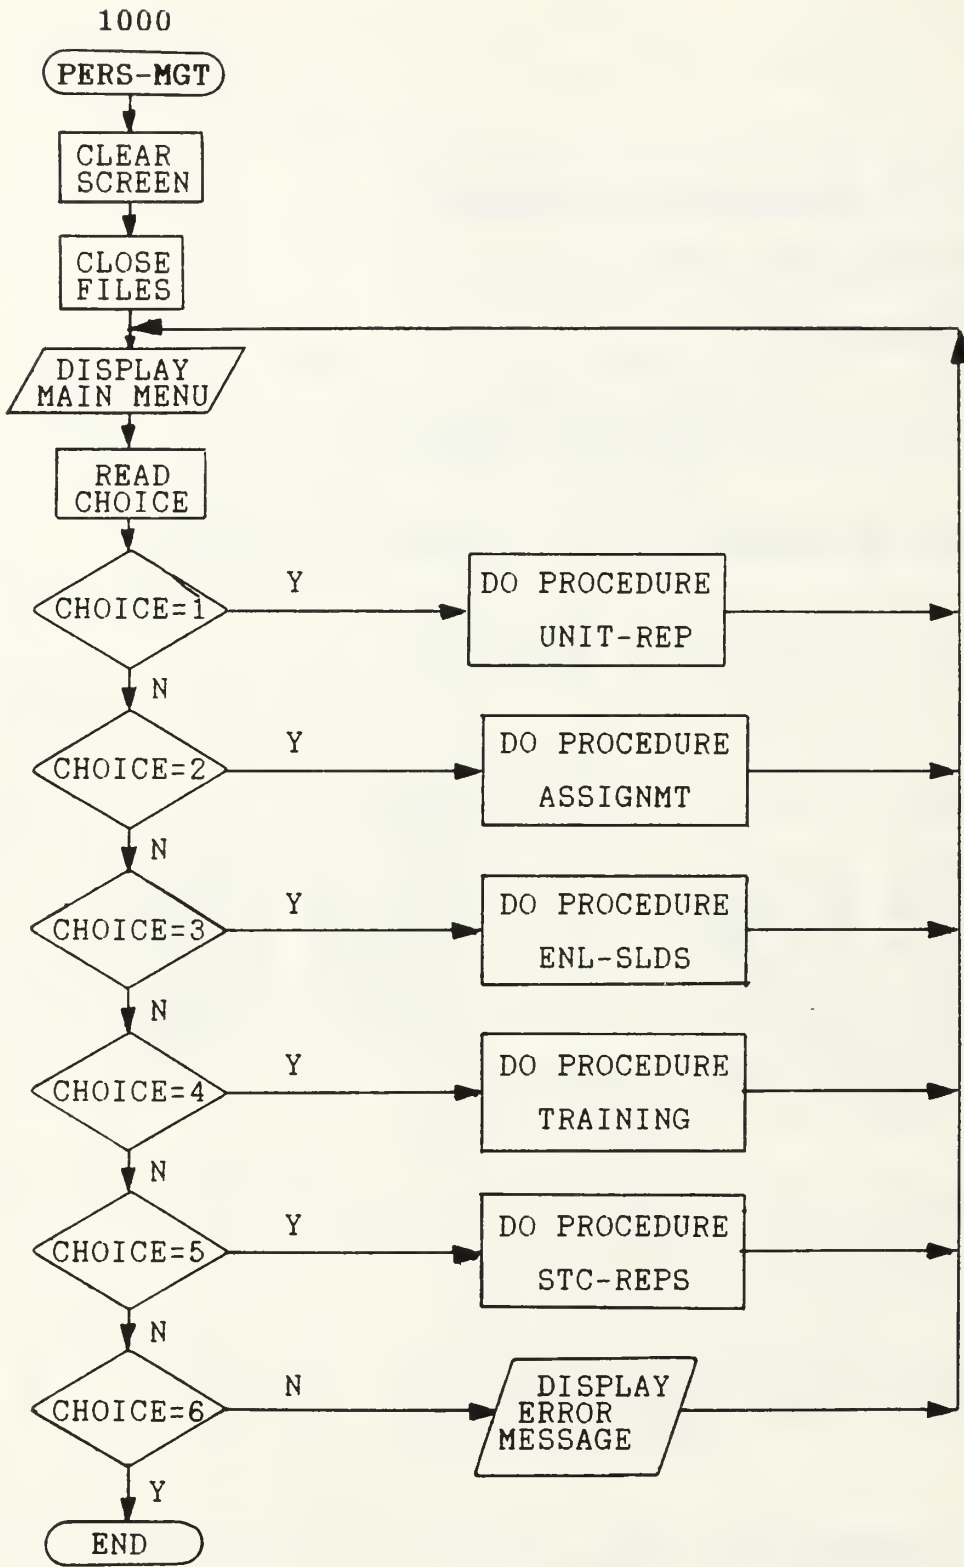 1000
PERS-MGT
CLEAR
SCREEN
CLOSE
FILES
DISPLAY
MAIN MENU
READ
CHOICE
CHOICE=1
Y
DO PROCEDURE
UNIT-REP
N
CHOICE=2
Y
DO PROCEDURE
ASSIGNMT
N
CHOICE=3
Y
DO PROCEDURE
ENL-SLDS
N
CHOICE=4
Y
DO PROCEDURE
TRAINING
N
CHOICE=5
Y
DO PROCEDURE
STC-REPS
N
CHOICE=6
N
DISPLAY
ERROR
MESSAGE
Y
END